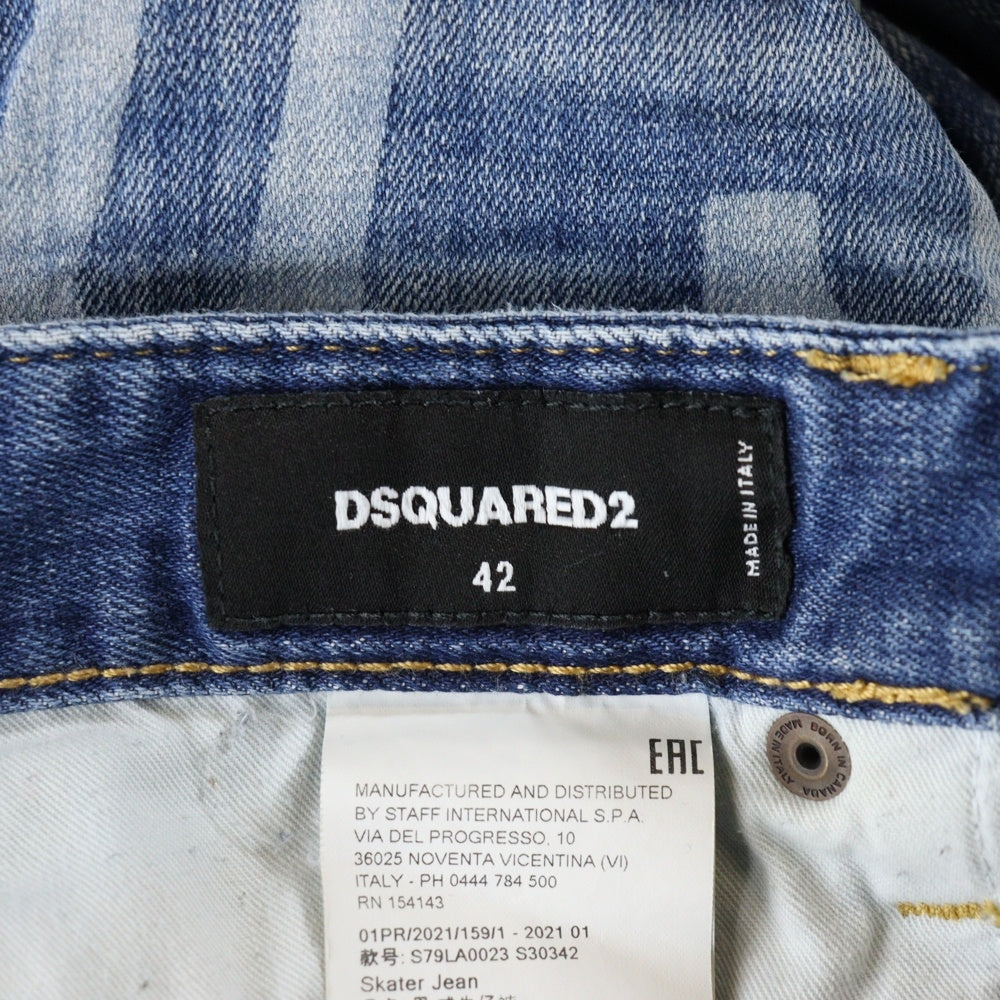 DSQUARED2
42
MADE IN ITALY
EAC
BORN IN CANADA
MADE IN ITALY
MANUFACTURED AND DISTRIBUTED
BY STAFF INTERNATIONAL S.P.A.
VIA DEL PROGRESSO, 10
36025 NOVENTA VICENTINA (VI)
ITALY - PH 0444 784 500
RN 154143
01PR/2021/159/1 - 2021 01
款号: S79LA0023 S30342
Skater Jean